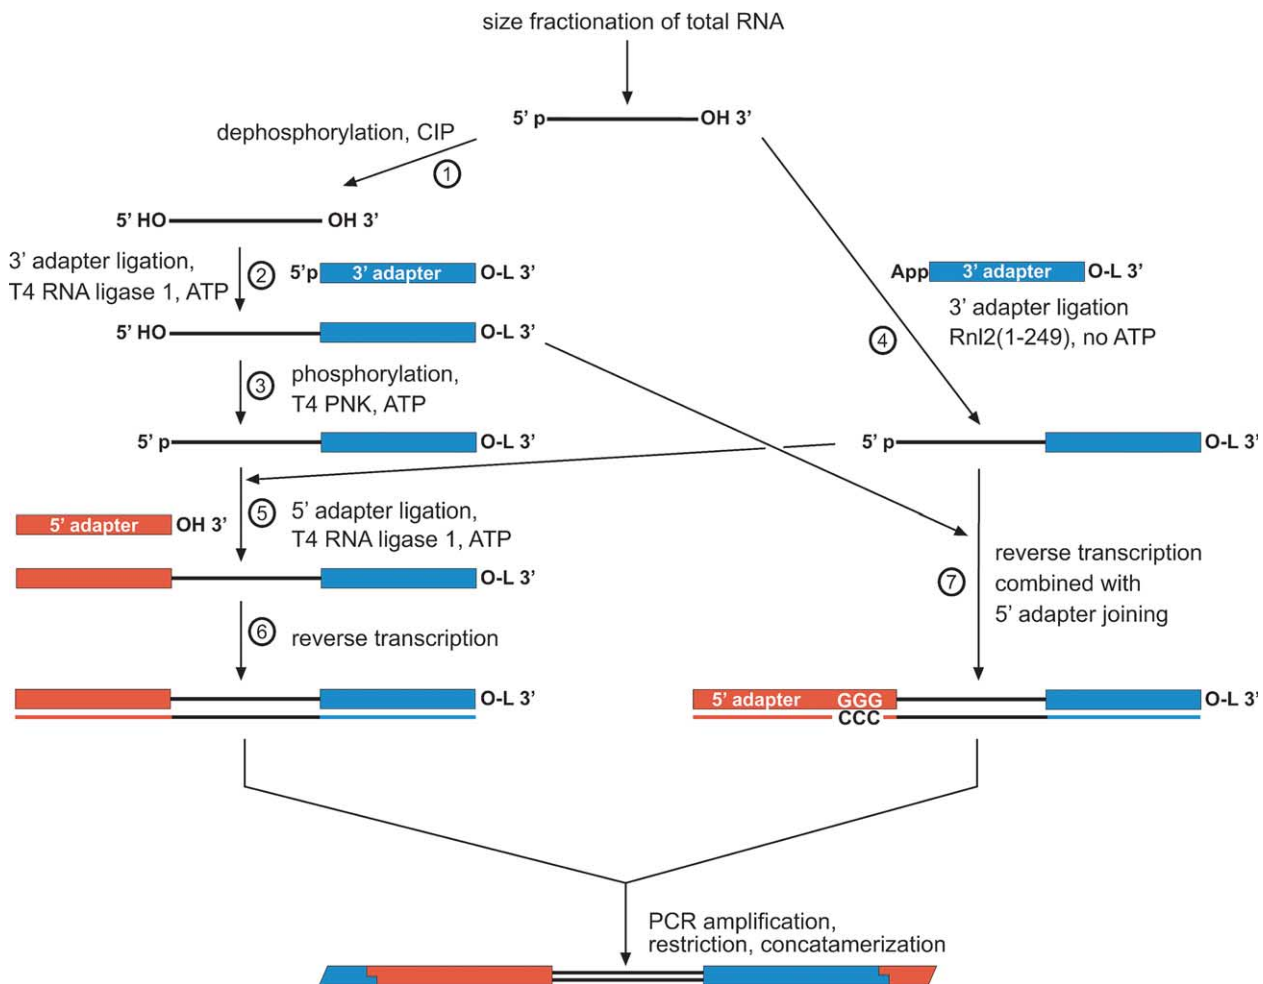 size fractionation of total RNA
5’ p OH 3’
dephosphorylation, CIP
1
5’ HO OH 3’
3’ adapter ligation,
T4 RNA ligase 1, ATP
2
5’p 3’ adapter O-L 3’
App 3’ adapter O-L 3’
3’ adapter ligation
Rnl2(1-249), no ATP
4
5’ HO O-L 3’
3
phosphorylation,
T4 PNK, ATP
5’ p O-L 3’
5’ p O-L 3’
5’ adapter OH 3’
5
5’ adapter ligation,
T4 RNA ligase 1, ATP
O-L 3’
6
reverse transcription
7
reverse transcription
combined with
5’ adapter joining
O-L 3’
5’ adapter GGG O-L 3’
CCC
PCR amplification,
restriction, concatamerization